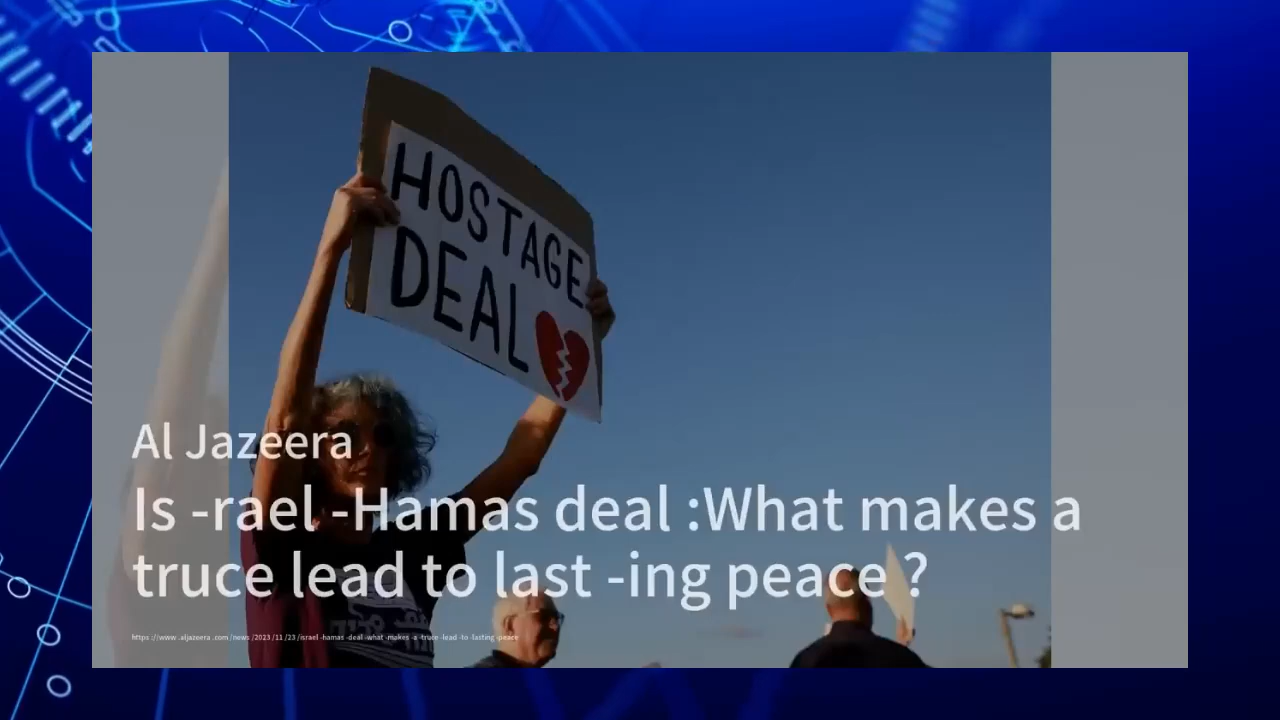 HOSTAGE
DEAL
Al Jazeera
Is -rael -Hamas deal :What makes a
truce lead to last -ing peace ?
https://www .aljazeera .com /news /2023 /11 /23 /israel -hamas -deal -what -makes -a -truce -lead -to -lasting -peace